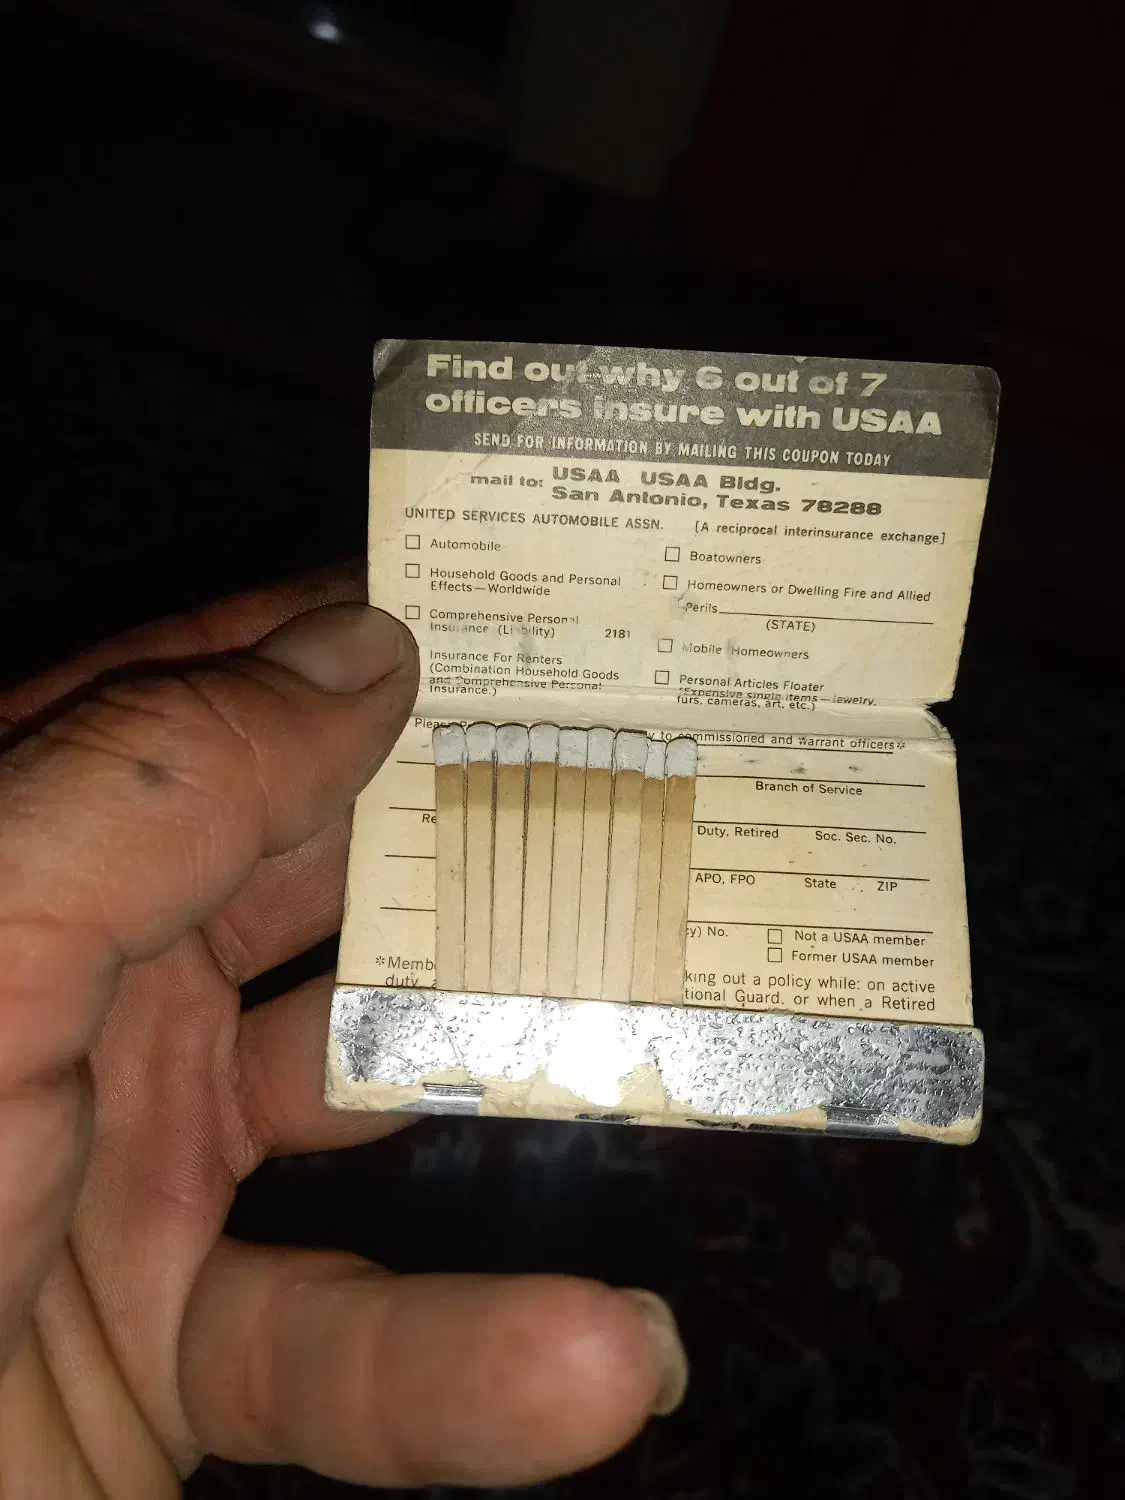 Find out why 6 out of 7
officers insure with USAA
SEND FOR INFORMATION BY MAILING THIS COUPON TODAY
mail to: USAA USAA Bldg.
San Antonio, Texas 78288
UNITED SERVICES AUTOMOBILE ASSN. [A reciprocal interinsurance exchange]
Automobile
Household Goods and Personal
Effects—Worldwide
Comprehensive Personal
Insurance (Liability) 2181
Insurance For Renters
(Combination Household Goods
and Comprehensive Personal
Insurance.)
Boatowners
Homeowners or Dwelling Fire and Allied
Perils
(STATE)
Mobile Homeowners
Personal Articles Floater
(Expensive single items—jewelry,
furs, cameras, art, etc.)
Please to commissioned and warrant officers*
Branch of Service
Duty, Retired Soc. Sec. No.
APO, FPO State ZIP
No. Not a USAA member
Former USAA member
out a policy while: on active
duty Guard, or when a Retired